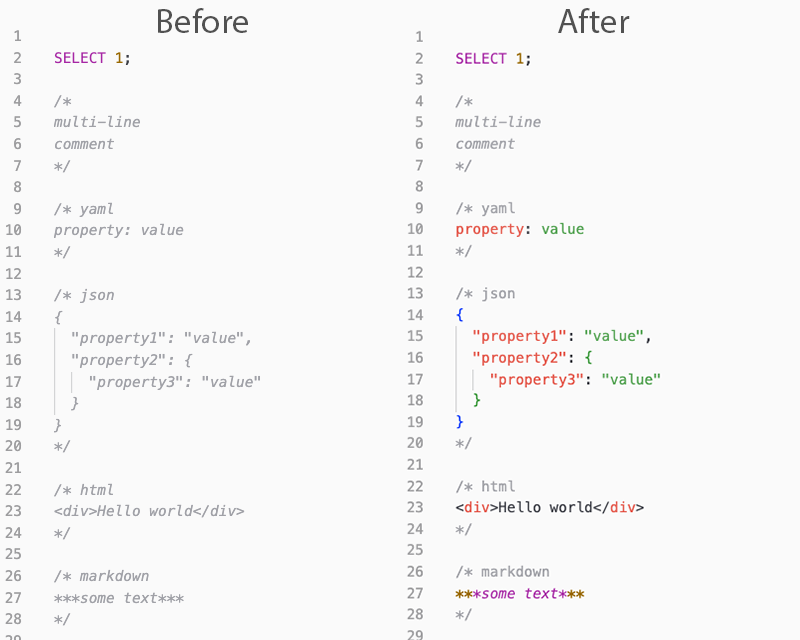 Before
1
2 SELECT 1;
3
4 /*
5 multi-line
6 comment
7 */
8
9 /* yaml
10 property: value
11 */
12
13 /* json
14 {
15 "property1": "value",
16 "property2": {
17 "property3": "value"
18 }
19 }
20 */
21
22 /* html
23 <div>Hello world</div>
24 */
25
26 /* markdown
27 ***some text***
28 */
29
After
1
2 SELECT 1;
3
4 /*
5 multi-line
6 comment
7 */
8
9 /* yaml
10 property: value
11 */
12
13 /* json
14 {
15 "property1": "value",
16 "property2": {
17 "property3": "value"
18 }
19 }
20 */
21
22 /* html
23 <div>Hello world</div>
24 */
25
26 /* markdown
27 ***some text***
28 */
29